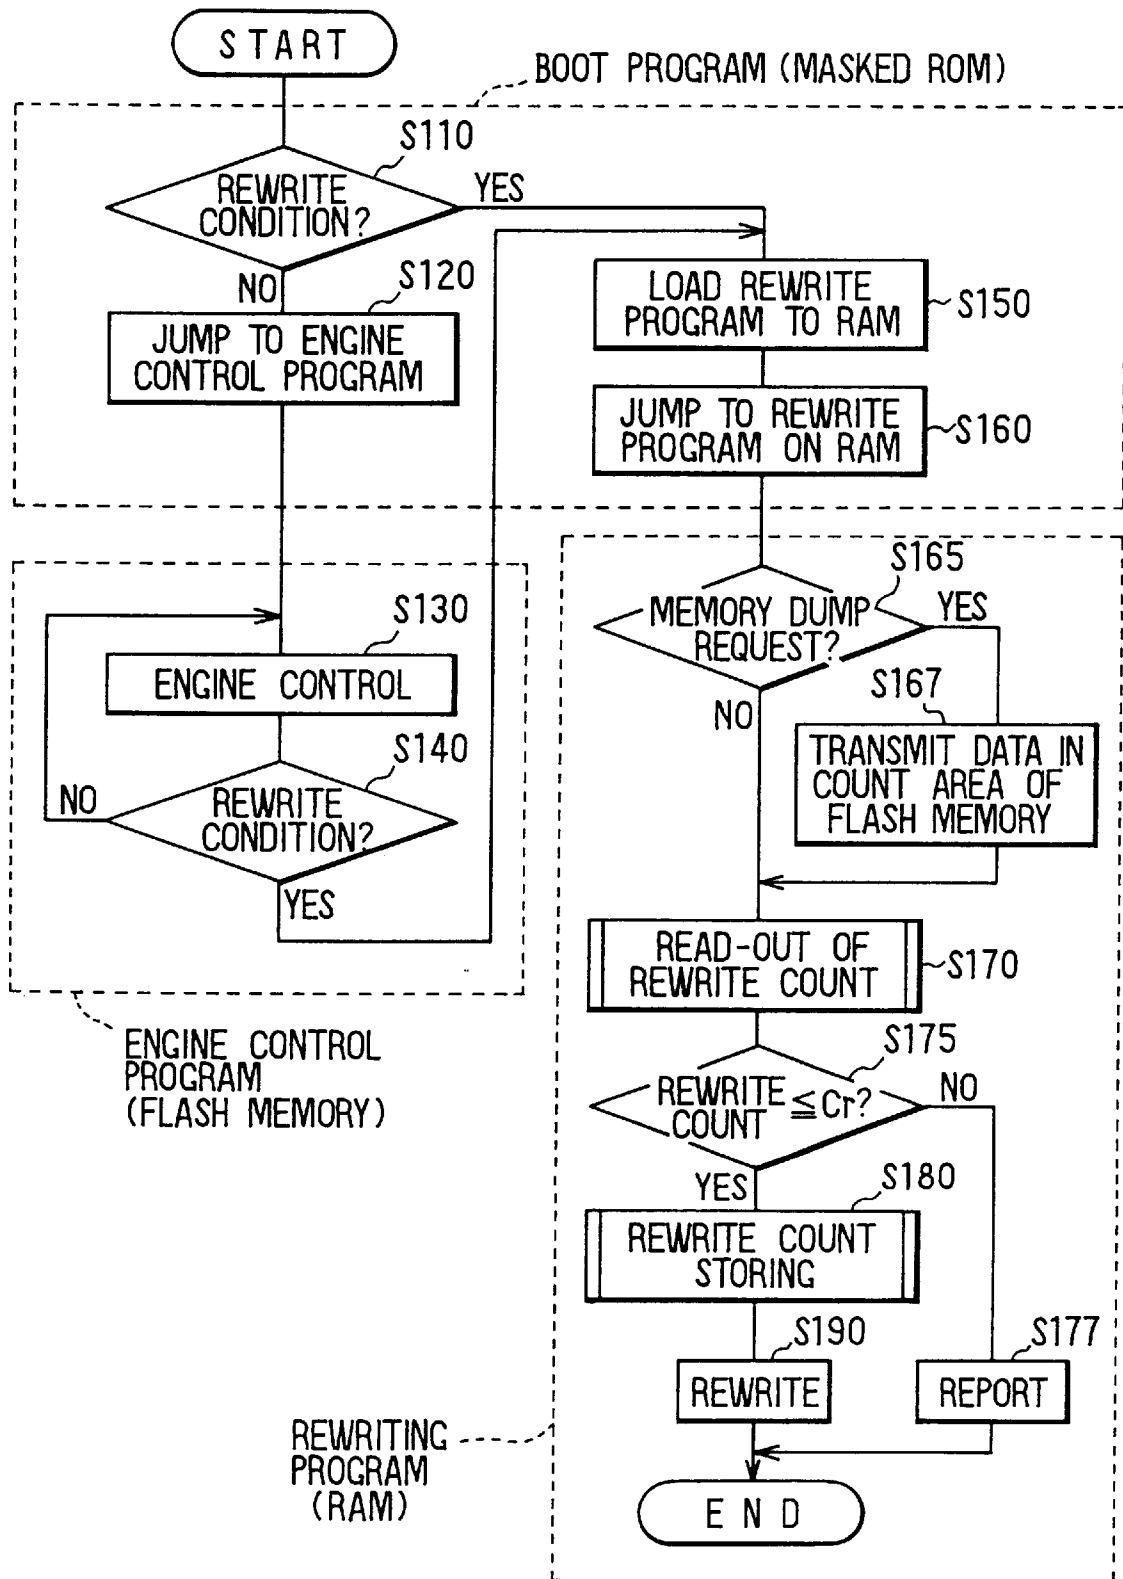 START
BOOT PROGRAM (MASKED ROM)
S110
REWRITE
CONDITION?
YES
NO
S120
JUMP TO ENGINE
CONTROL PROGRAM
LOAD REWRITE
PROGRAM TO RAM
S150
JUMP TO REWRITE
PROGRAM ON RAM
S160
S130
ENGINE CONTROL
S140
REWRITE
CONDITION?
NO
YES
ENGINE CONTROL
PROGRAM
(FLASH MEMORY)
S165
MEMORY DUMP
REQUEST?
YES
NO
S167
TRANSMIT DATA IN
COUNT AREA OF
FLASH MEMORY
READ-OUT OF
REWRITE COUNT
S170
S175
REWRITE
COUNT ≦Cr?
NO
YES
S180
REWRITE COUNT
STORING
S190
REWRITE
S177
REPORT
REWRITING
PROGRAM
(RAM)
END